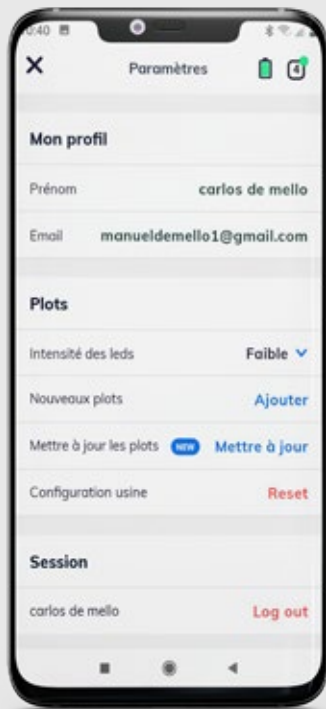 0:40
Paramètres 4
Mon profil
Prénom carlos de mello
Email manueldemello1@gmail.com
Plots
Intensité des leds Faible
Nouveaux plots Ajouter
Mettre à jour les plots NEW Mettre à jour
Configuration usine Reset
Session
carlos de mello Log out